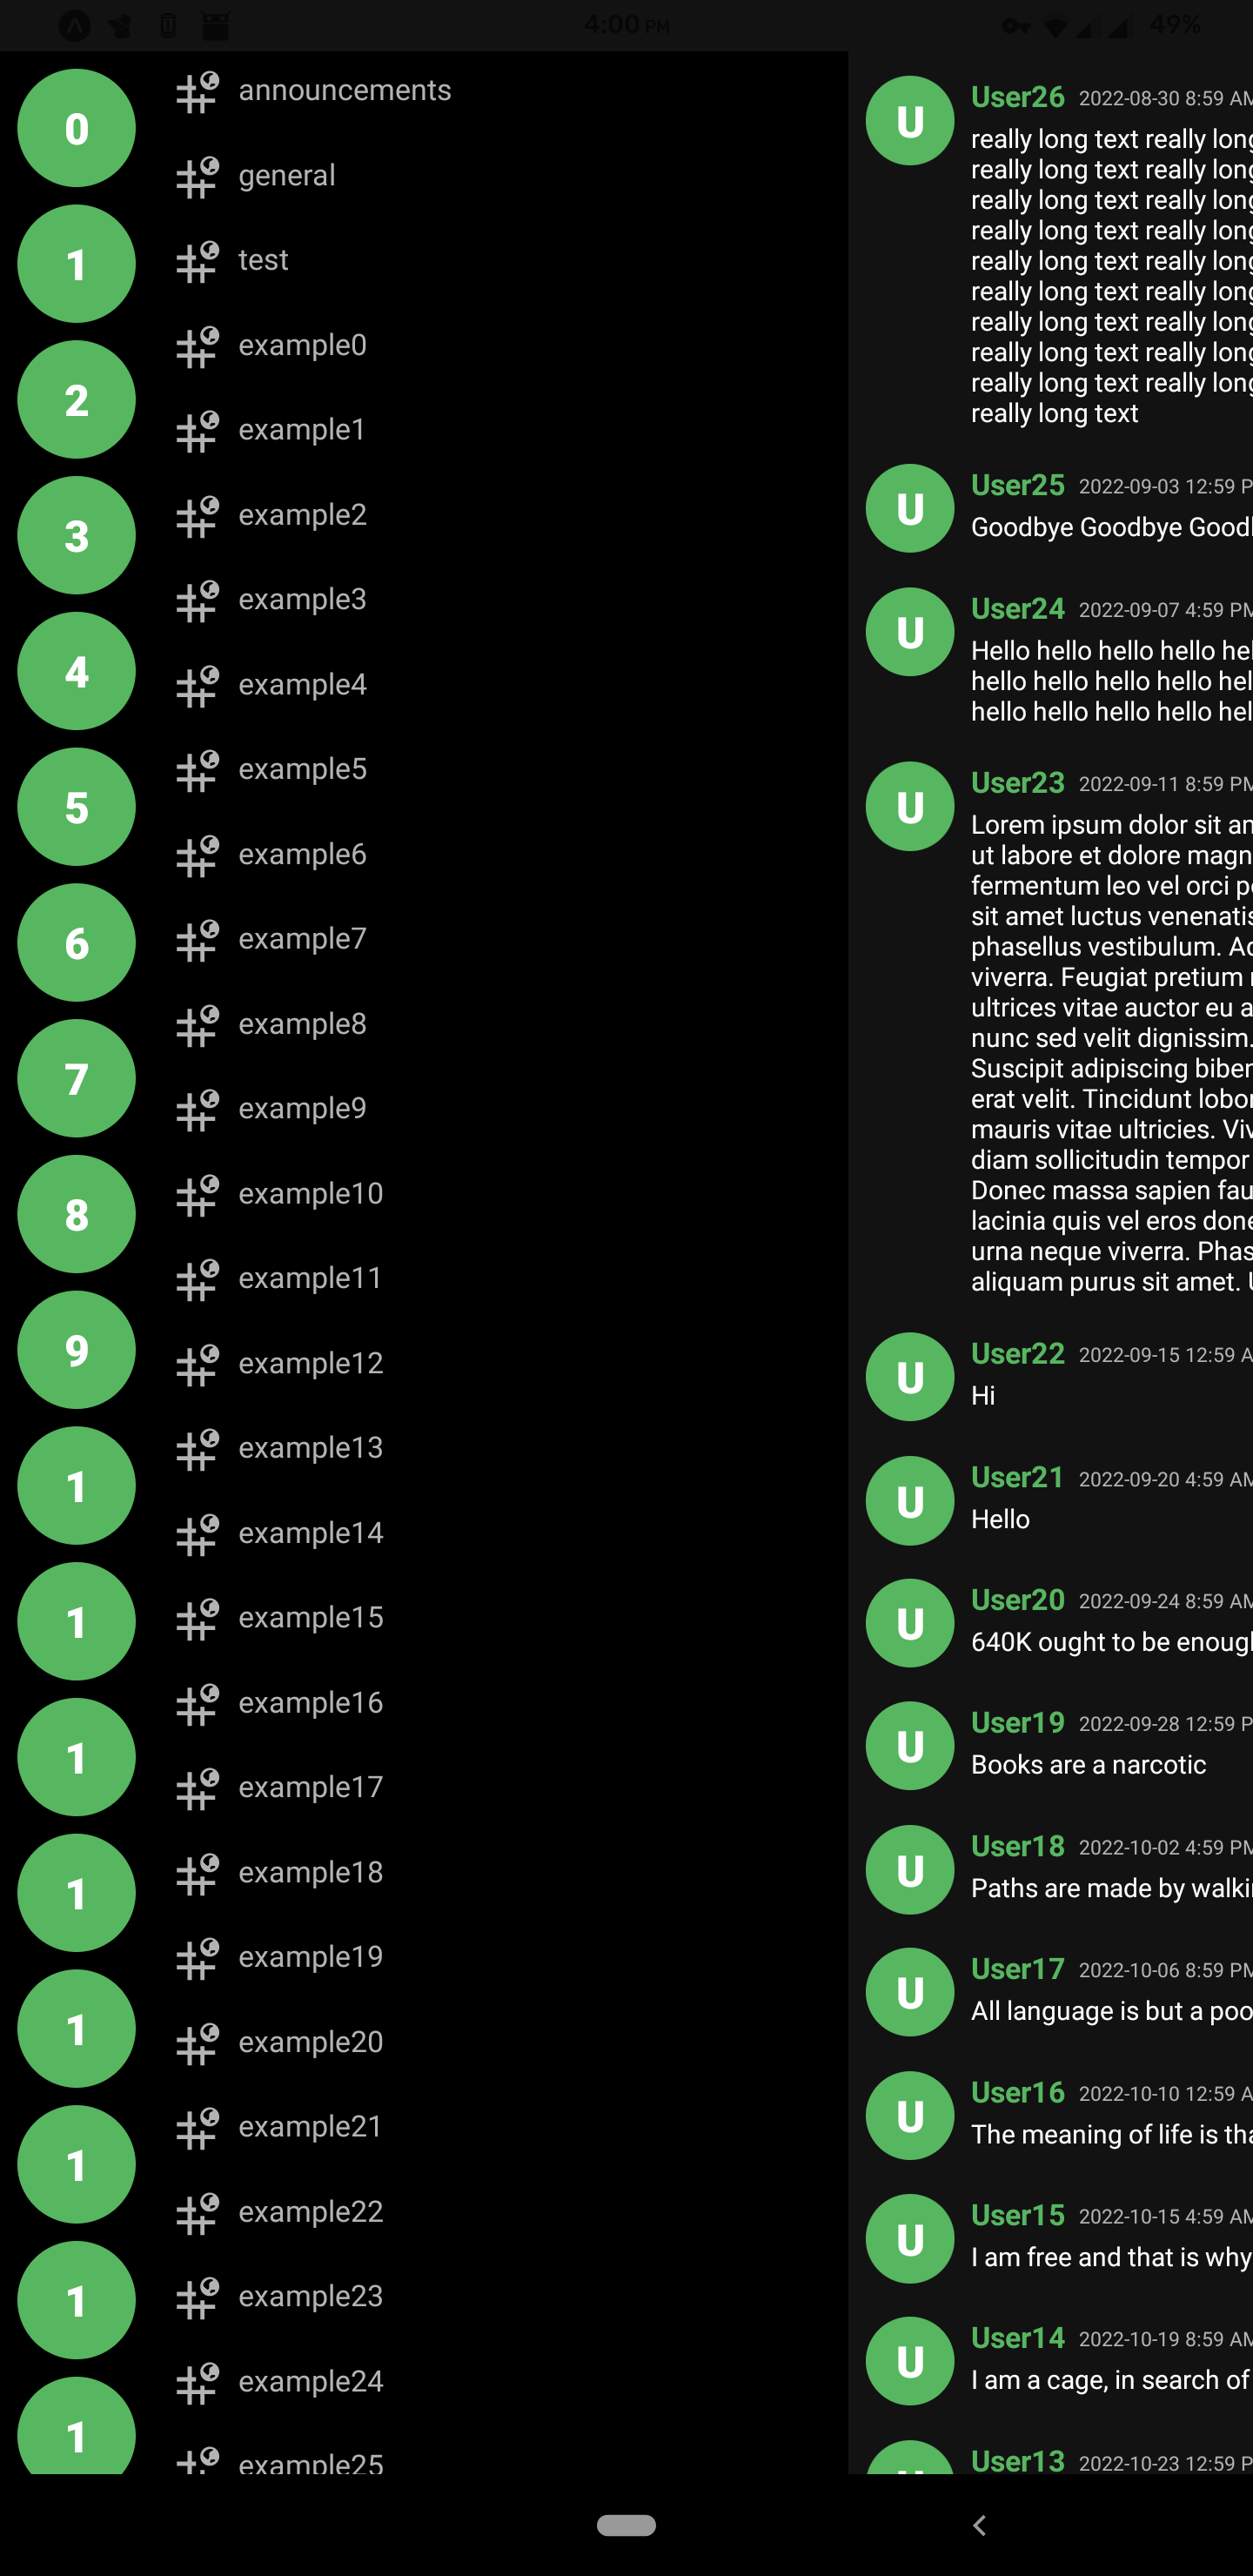 4:00 PM
49%
0
1
2
3
4
5
6
7
8
9
1
1
1
1
1
1
1
1
announcements
general
test
example0
example1
example2
example3
example4
example5
example6
example7
example8
example9
example10
example11
example12
example13
example14
example15
example16
example17
example18
example19
example20
example21
example22
example23
example24
example25
U
User26 2022-08-30 8:59 AM
really long text really long
really long text really long
really long text really long
really long text really long
really long text really long
really long text really long
really long text really long
really long text really long
really long text really long
really long text
U
User25 2022-09-03 12:59 P
Goodbye Goodbye Goodb
U
User24 2022-09-07 4:59 PM
Hello hello hello hello hel
hello hello hello hello hel
hello hello hello hello hel
U
User23 2022-09-11 8:59 PM
Lorem ipsum dolor sit am
ut labore et dolore magn
fermentum leo vel orci po
sit amet luctus venenatis
phasellus vestibulum. Ac
viverra. Feugiat pretium n
ultrices vitae auctor eu a
nunc sed velit dignissim.
Suscipit adipiscing biben
erat velit. Tincidunt lobor
mauris vitae ultricies. Viv
diam sollicitudin tempor
Donec massa sapien fau
lacinia quis vel eros done
urna neque viverra. Phas
aliquam purus sit amet. U
U
User22 2022-09-15 12:59 A
Hi
U
User21 2022-09-20 4:59 AM
Hello
U
User20 2022-09-24 8:59 AM
640K ought to be enough
U
User19 2022-09-28 12:59 P
Books are a narcotic
U
User18 2022-10-02 4:59 PM
Paths are made by walkin
U
User17 2022-10-06 8:59 PM
All language is but a poo
U
User16 2022-10-10 12:59 A
The meaning of life is tha
U
User15 2022-10-15 4:59 AM
I am free and that is why
U
User14 2022-10-19 8:59 AM
I am a cage, in search of
U
User13 2022-10-23 12:59 P